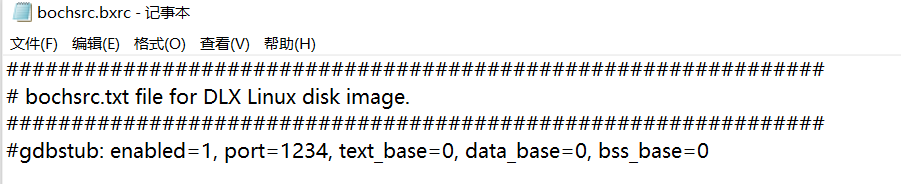 bochsrc.bxrc - 记事本
文件(F) 编辑(E) 格式(O) 查看(V) 帮助(H)
###############################################################
# bochsrc.txt file for DLX Linux disk image.
###############################################################
#gdbstub: enabled=1, port=1234, text_base=0, data_base=0, bss_base=0